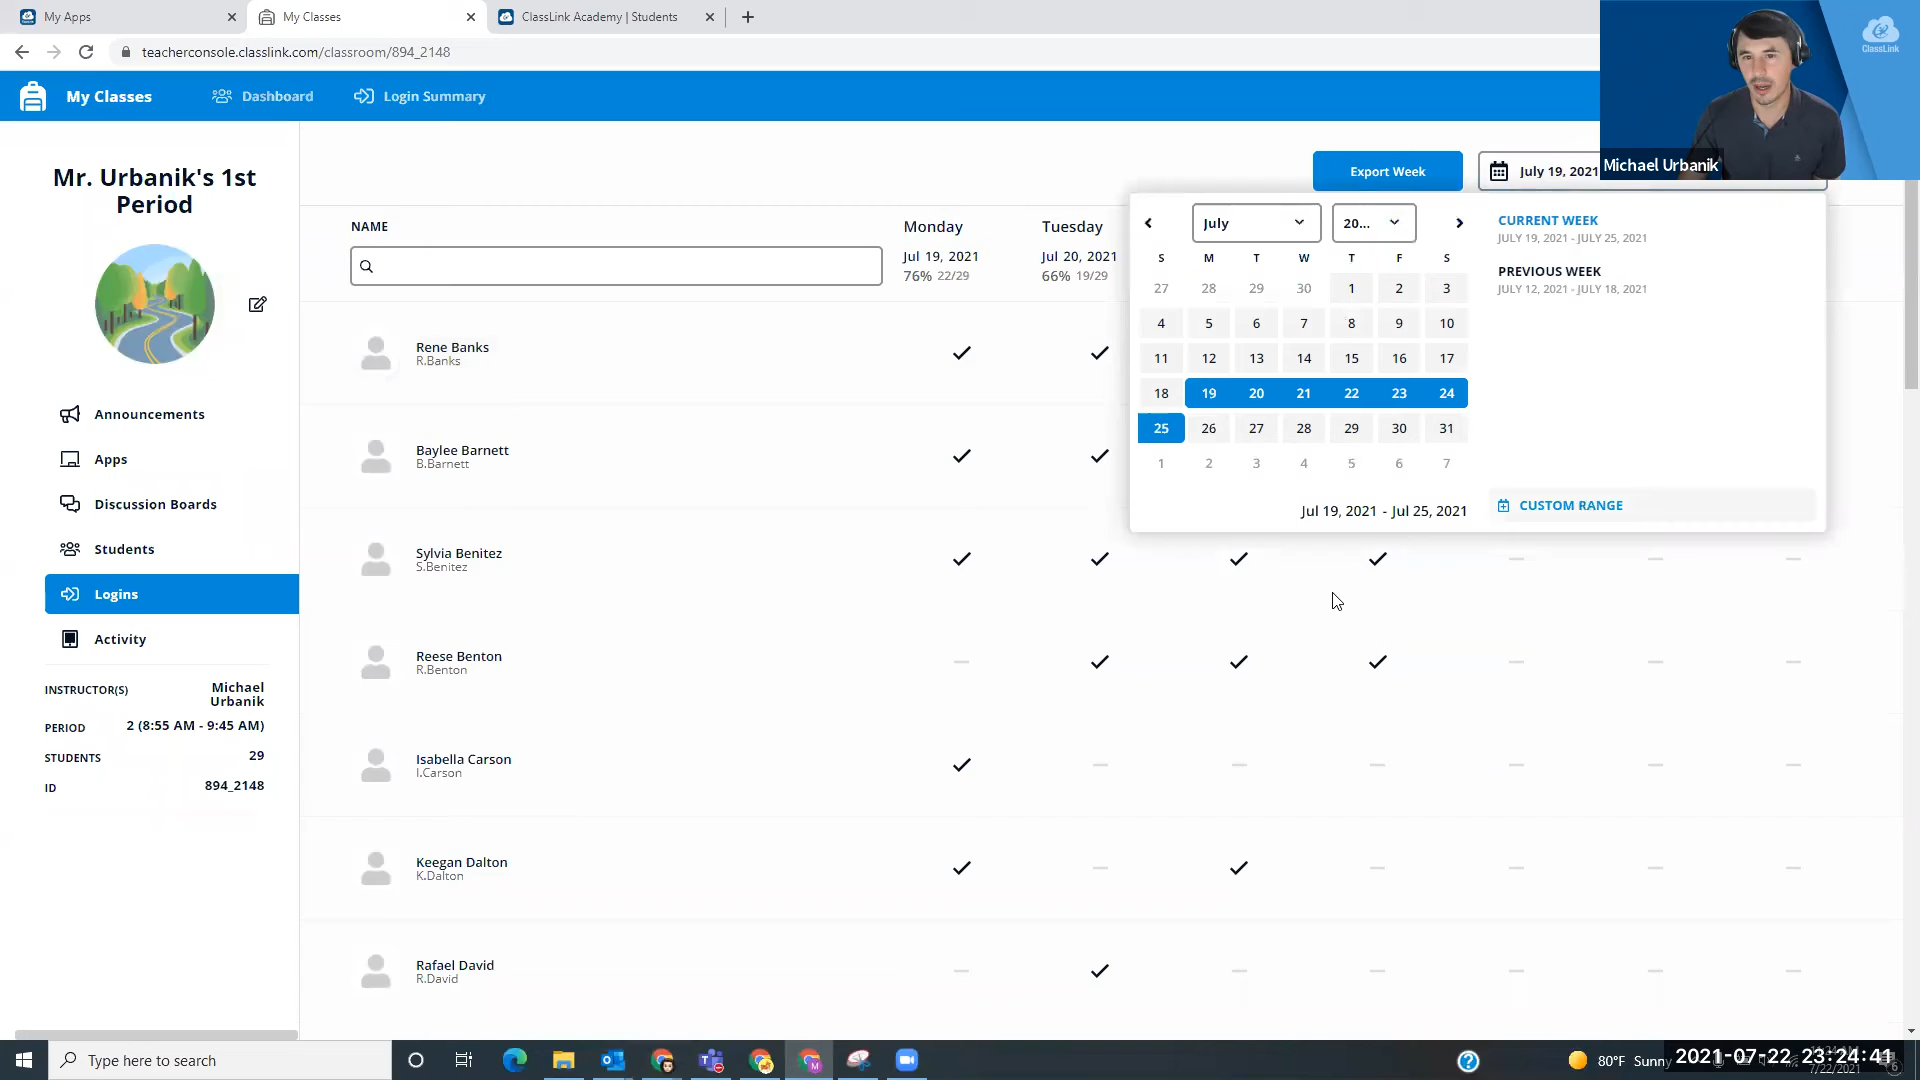 My Apps
My Classes
ClassLink Academy | Students
teacherconsole.classlink.com/classroom/894_2148
ClassLink
My Classes
Dashboard
Login Summary
Michael Urbanik
Mr. Urbanik's 1st
Period
Announcements
Apps
Discussion Boards
Students
Logins
Activity
INSTRUCTOR(S) Michael
Urbanik
PERIOD 2 (8:55 AM - 9:45 AM)
STUDENTS 29
ID 894_2148
Export Week
July 19, 2021
NAME
Monday
Jul 19, 2021
76% 22/29
Tuesday
Jul 20, 2021
66% 19/29
July 20...
S M T W T F S
27 28 29 30 1 2 3
4 5 6 7 8 9 10
11 12 13 14 15 16 17
18 19 20 21 22 23 24
25 26 27 28 29 30 31
1 2 3 4 5 6 7
Jul 19, 2021 - Jul 25, 2021
CURRENT WEEK
JULY 19, 2021 - JULY 25, 2021
PREVIOUS WEEK
JULY 12, 2021 - JULY 18, 2021
CUSTOM RANGE
Rene Banks
R.Banks
Baylee Barnett
B.Barnett
Sylvia Benitez
S.Benitez
Reese Benton
R.Benton
Isabella Carson
I.Carson
Keegan Dalton
K.Dalton
Rafael David
R.David
Type here to search
80°F Sunny
2021-07-22 23:24:41
7/22/2021